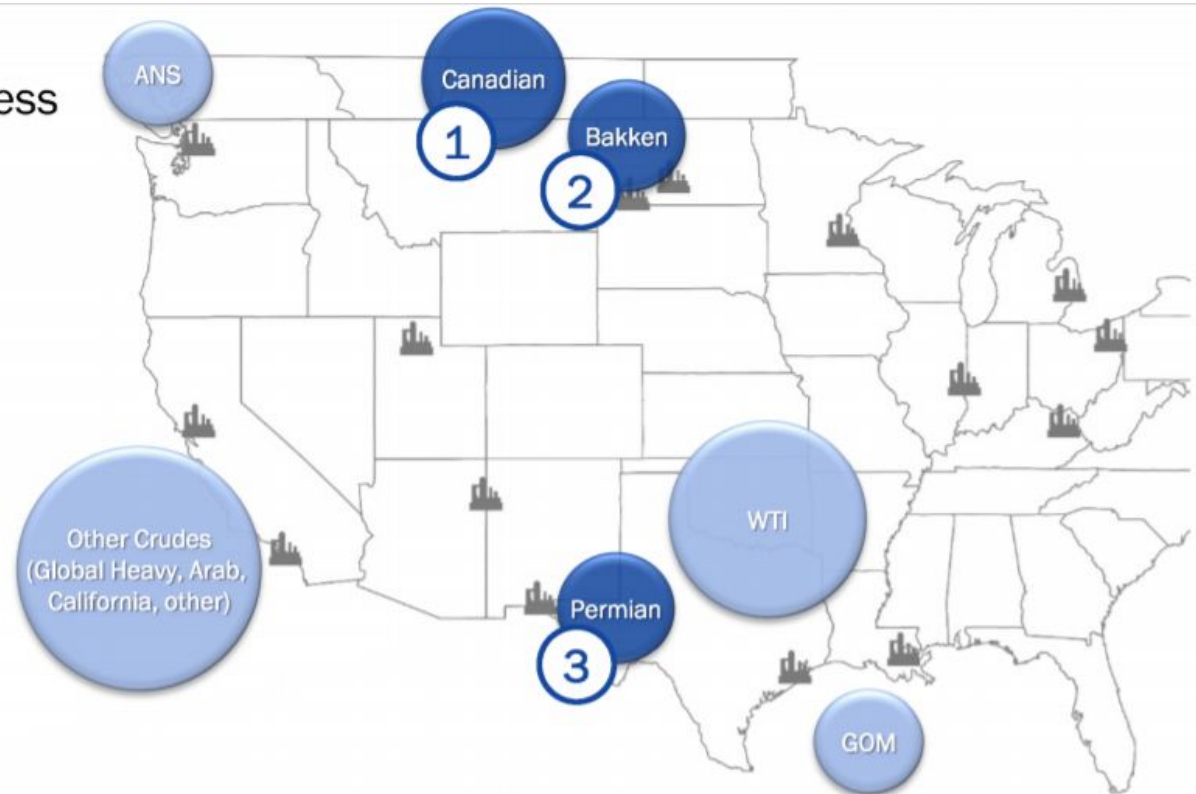 ess
ANS
Canadian
1
Bakken
2
Other Crudes
(Global Heavy, Arab,
California, other)
WTI
Permian
3
GOM